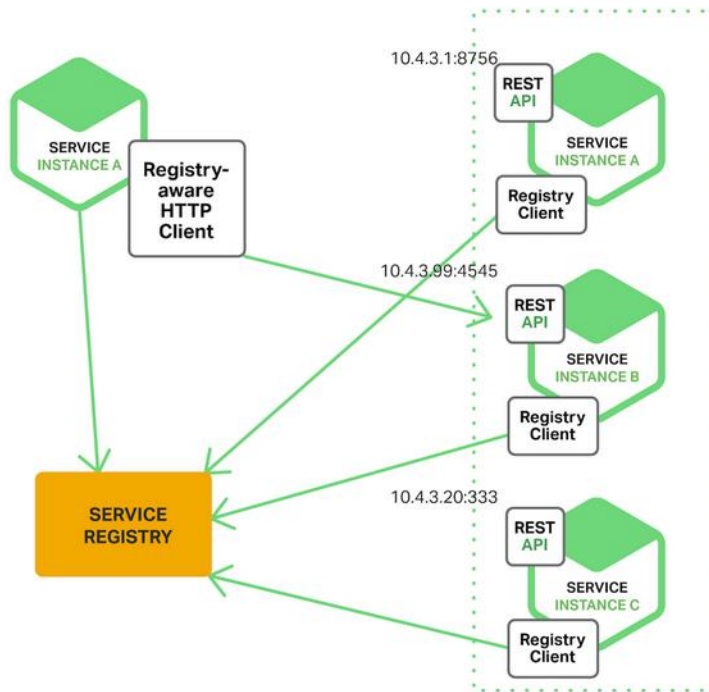 10.4.3.1:8756
REST
API
SERVICE
INSTANCE A
Registry
Client
SERVICE
INSTANCE A
Registry-
aware
HTTP
Client
10.4.3.99:4545
REST
API
SERVICE
INSTANCE B
Registry
Client
SERVICE
REGISTRY
10.4.3.20:333
REST
API
SERVICE
INSTANCE C
Registry
Client